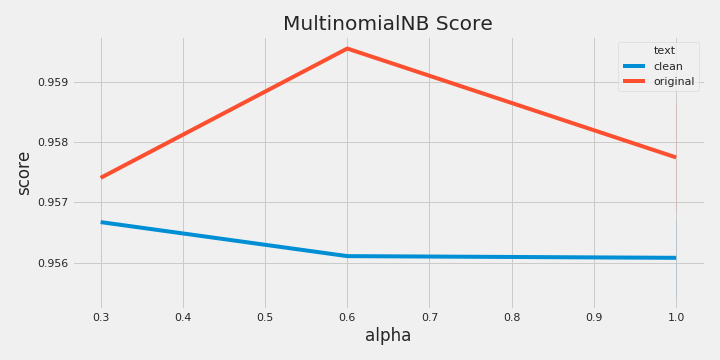 MultinomialNB Score
text
clean
original
0.959
0.958
0.957
0.956
score
0.3 0.4 0.5 0.6 0.7 0.8 0.9 1.0
alpha